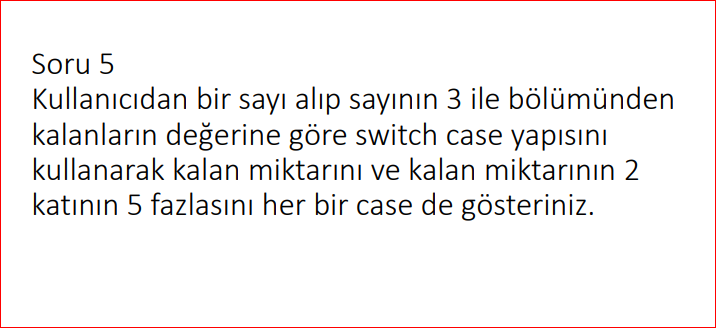 Soru 5
Kullanıcıdan bir sayı alıp sayının 3 ile bölümünden
kalanların değerine göre switch case yapısını
kullanarak kalan miktarını ve kalan miktarının 2
katının 5 fazlasını her bir case de gösteriniz.